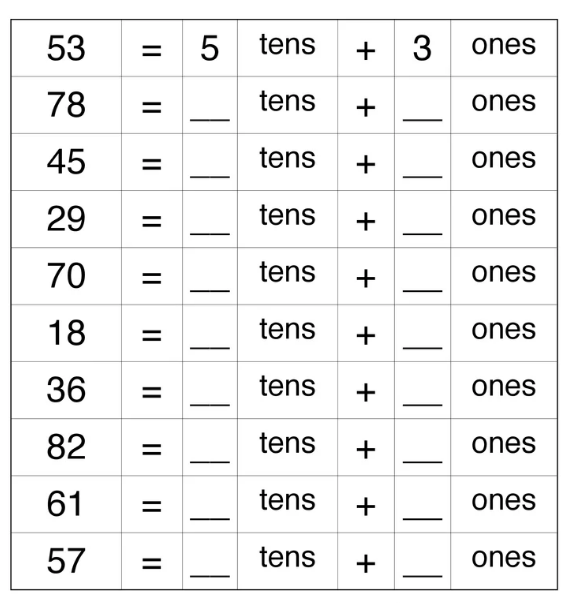 53 = 5 tens + 3 ones
78 = __ tens + __ ones
45 = __ tens + __ ones
29 = __ tens + __ ones
70 = __ tens + __ ones
18 = __ tens + __ ones
36 = __ tens + __ ones
82 = __ tens + __ ones
61 = __ tens + __ ones
57 = __ tens + __ ones